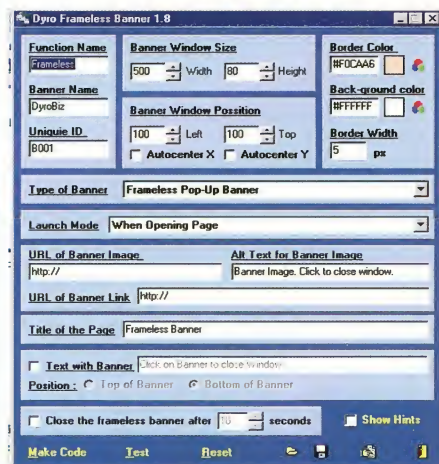 Dyro Frameless Banner 1.8
Function Name
Frameless
Banner Name
DyroBiz
Uniquie ID
B001
Banner Window Size
500 Width 80 Height
Banner Window Possition
100 Left 100 Top
Autocenter X Autocenter Y
Border Color
#F0CAA6
Back-ground color
#FFFFFF
Border Width
5 px
Type of Banner Frameless Pop-Up Banner
Launch Mode When Opening Page
URL of Banner Image Alt Text for Banner Image
http:// Banner Image. Click to close window.
URL of Banner Link http://
Title of the Page Frameless Banner
Text with Banner Click on Banner to close Window
Position : Top of Banner Bottom of Banner
Close the frameless banner after 10 seconds Show Hints
Make Code Test Reset